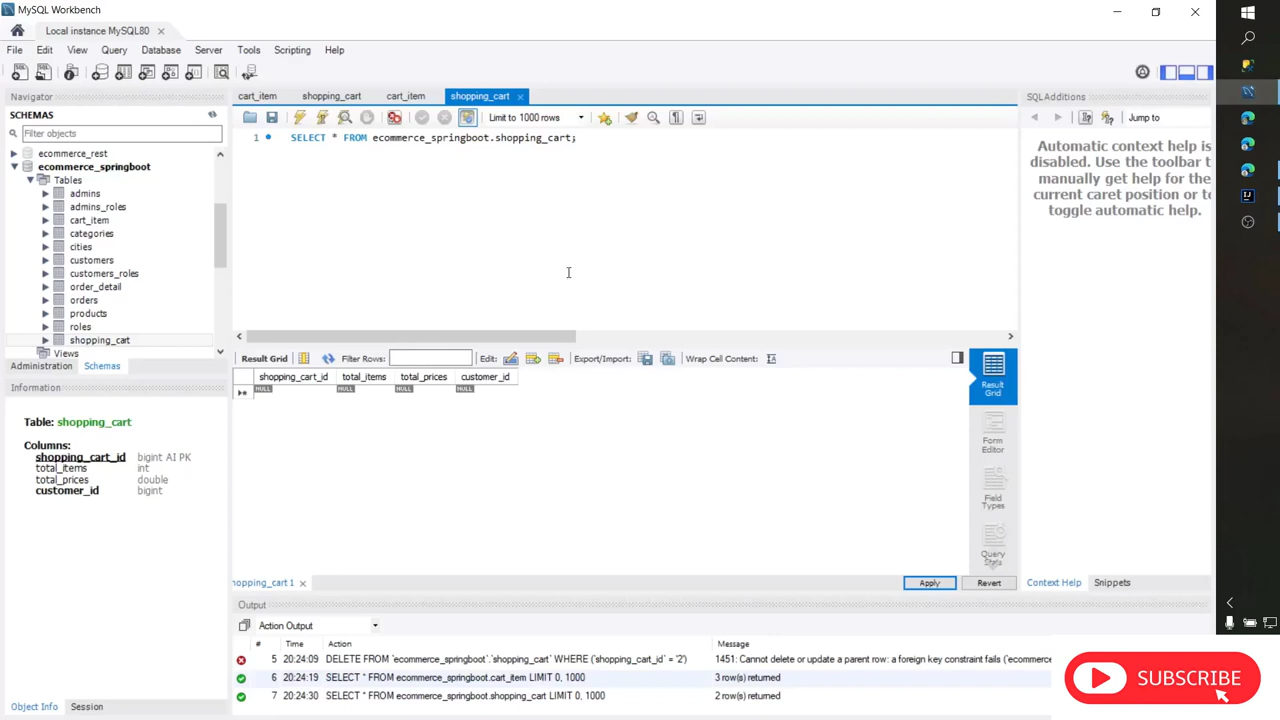 MySQL Workbench
Local instance MySQL80
File Edit View Query Database Server Tools Scripting Help
Navigator
SCHEMAS
Filter objects
ecommerce_rest
ecommerce_springboot
Tables
admins
admins_roles
cart_item
categories
cities
customers
customers_roles
order_detail
orders
products
roles
shopping_cart
Views
Administration Schemas
Information
Table: shopping_cart
Columns:
shopping_cart_id bigint AI PK
total_items int
total_prices double
customer_id bigint
Object Info Session
cart_item shopping_cart cart_item shopping_cart
Limit to 1000 rows
1 SELECT * FROM ecommerce_springboot.shopping_cart;
Result Grid Filter Rows: Edit: Export/Import: Wrap Cell Content:
shopping_cart_id total_items total_prices customer_id
NULL NULL NULL NULL
Result Grid
Form Editor
Field Types
Query Stats
hopping_cart 1 Apply Revert
Output
Action Output
# Time Action Message
5 20:24:09 DELETE FROM `ecommerce_springboot`.`shopping_cart` WHERE (`shopping_cart_id` = '2') 1451: Cannot delete or update a parent row: a foreign key constraint fails (`ecommerce
6 20:24:19 SELECT * FROM ecommerce_springboot.cart_item LIMIT 0, 1000 3 row(s) returned
7 20:24:30 SELECT * FROM ecommerce_springboot.shopping_cart LIMIT 0, 1000 2 row(s) returned
SQLAdditions
Jump to
Automatic context help is
disabled. Use the toolbar t
manually get help for the
current caret position or to
toggle automatic help.
Context Help Snippets
SUBSCRIBE